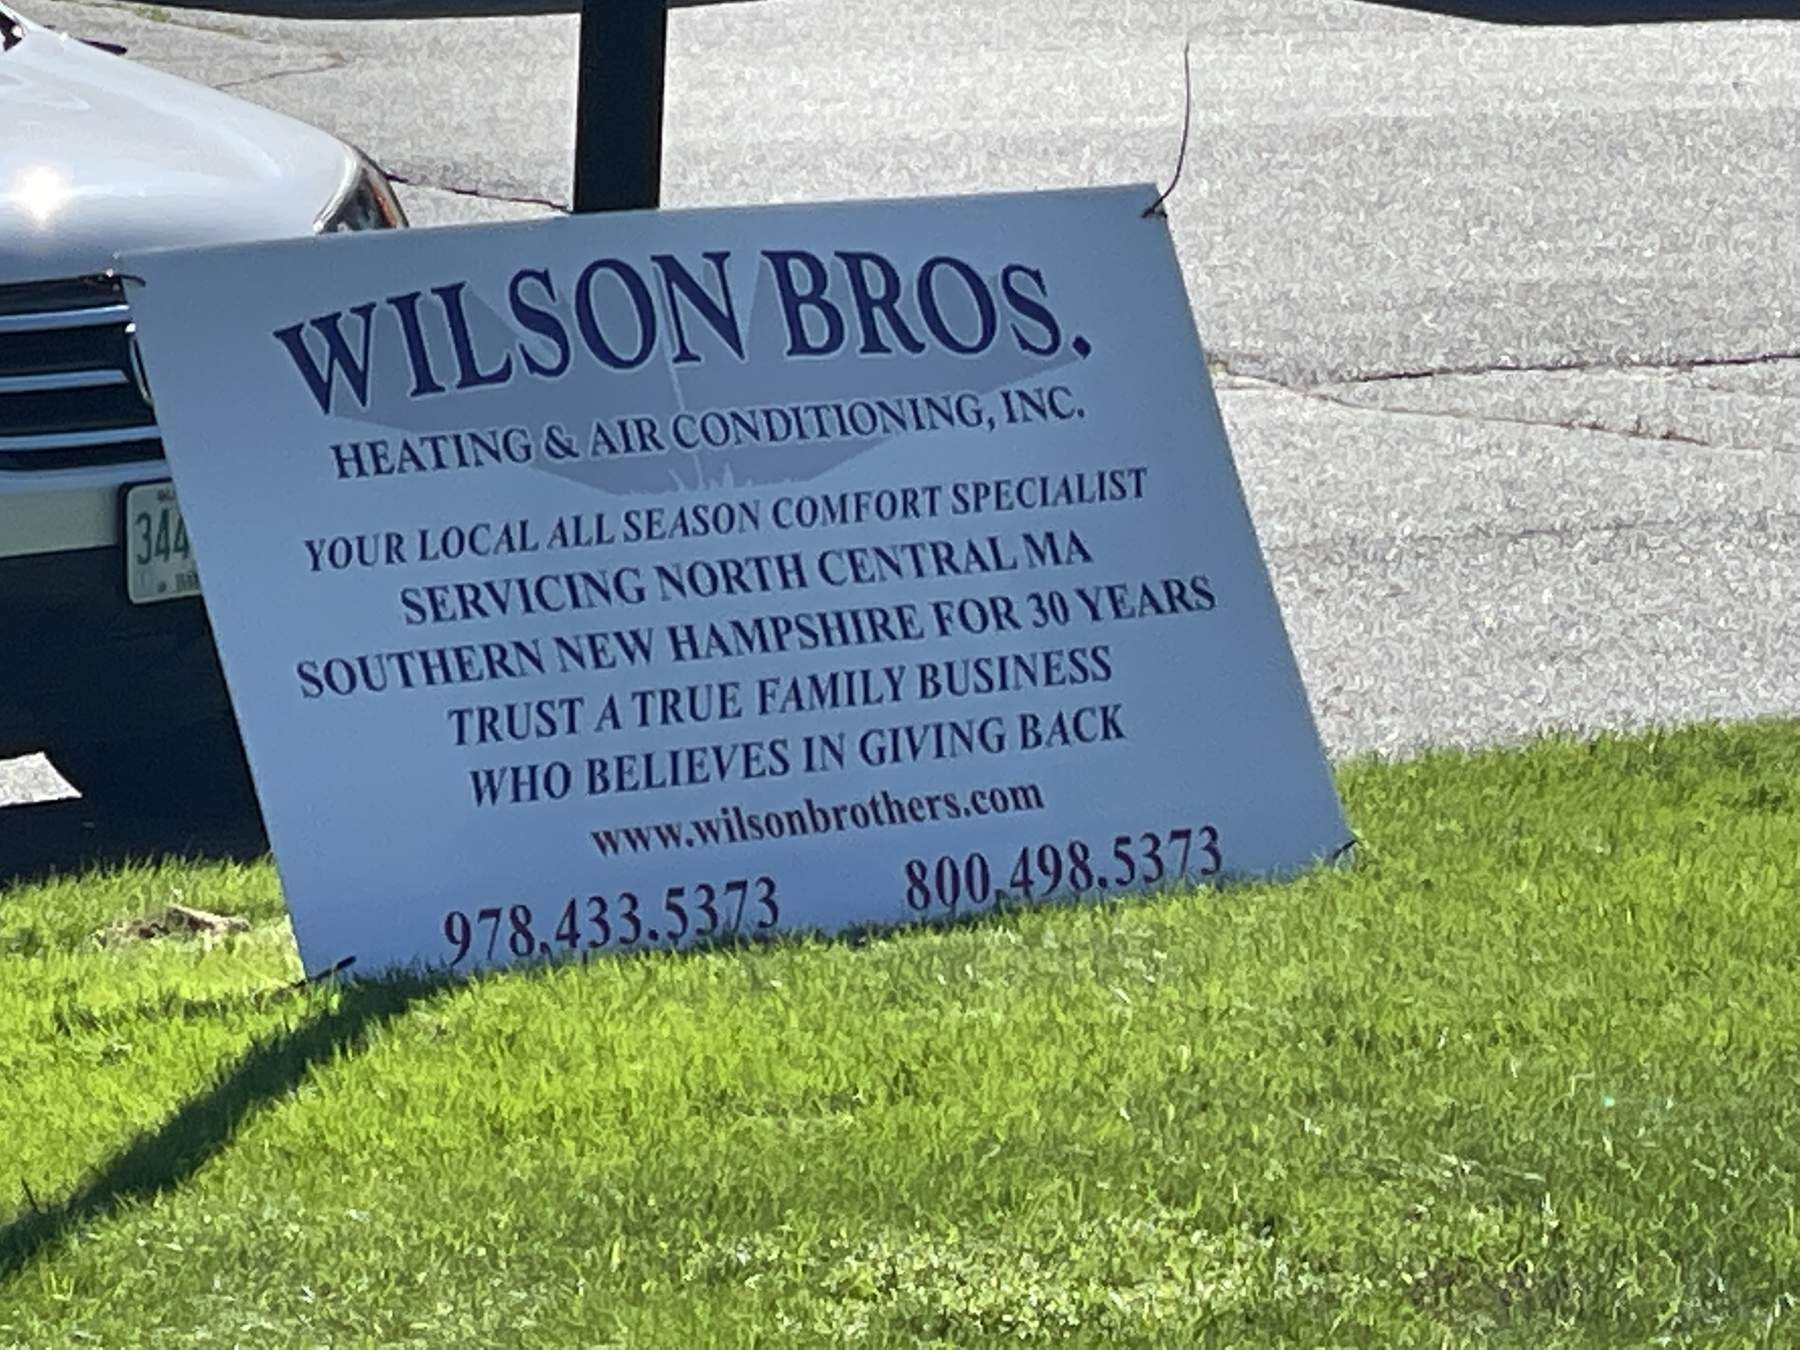 WILSON BROS.
HEATING & AIR CONDITIONING, INC.
YOUR LOCAL ALL SEASON COMFORT SPECIALIST
SERVICING NORTH CENTRAL MA
SOUTHERN NEW HAMPSHIRE FOR 30 YEARS
TRUST A TRUE FAMILY BUSINESS
WHO BELIEVES IN GIVING BACK
www.wilsonbrothers.com
978.433.5373 800.498.5373
344